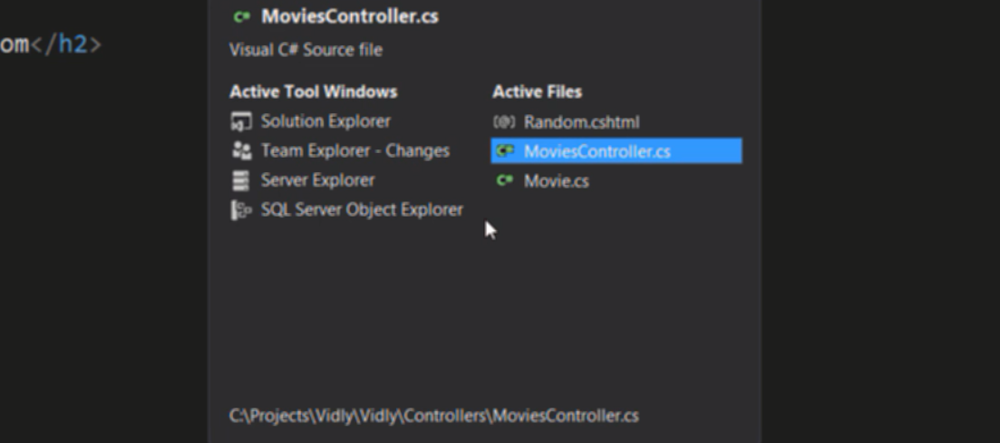 om</h2>
C# MoviesController.cs
Visual C# Source file
Active Tool Windows
Solution Explorer
Team Explorer - Changes
Server Explorer
SQL Server Object Explorer
Active Files
[@] Random.cshtml
C# MoviesController.cs
C# Movie.cs
C:\Projects\Vidly\Vidly\Controllers\MoviesController.cs